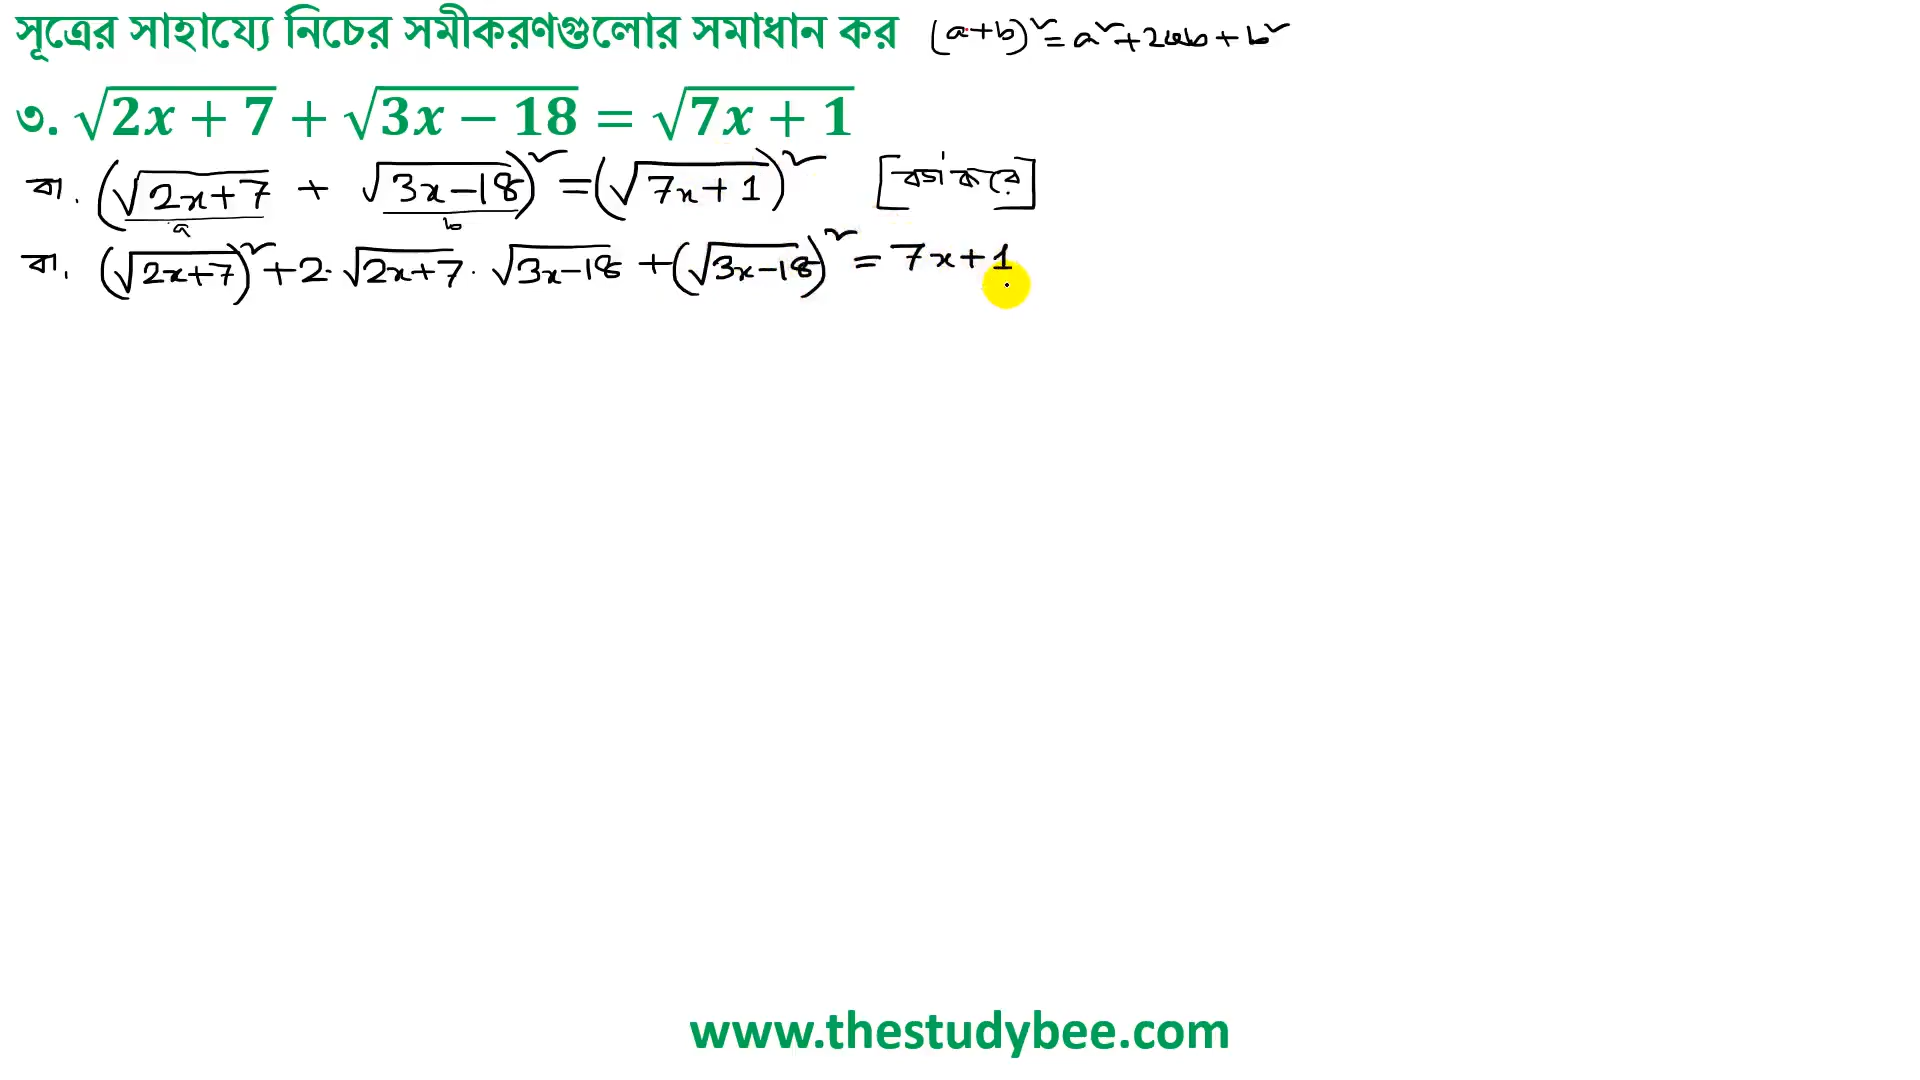 সূত্রের সাহায্যে নিচের সমীকরণগুলোর সমাধান কর (a+b)² = a² + 2ab + b²
৩. √(2x + 7) + √(3x − 18) = √(7x + 1)
বা, (√(2x+7) + √(3x−18))² = (√(7x+1))² [বর্গ করে]
a b
বা, (√(2x+7))² + 2·√(2x+7)·√(3x−18) + (√(3x−18))² = 7x+1
www.thestudybee.com